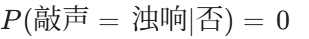 P(敲声 = 浊响|否) = 0